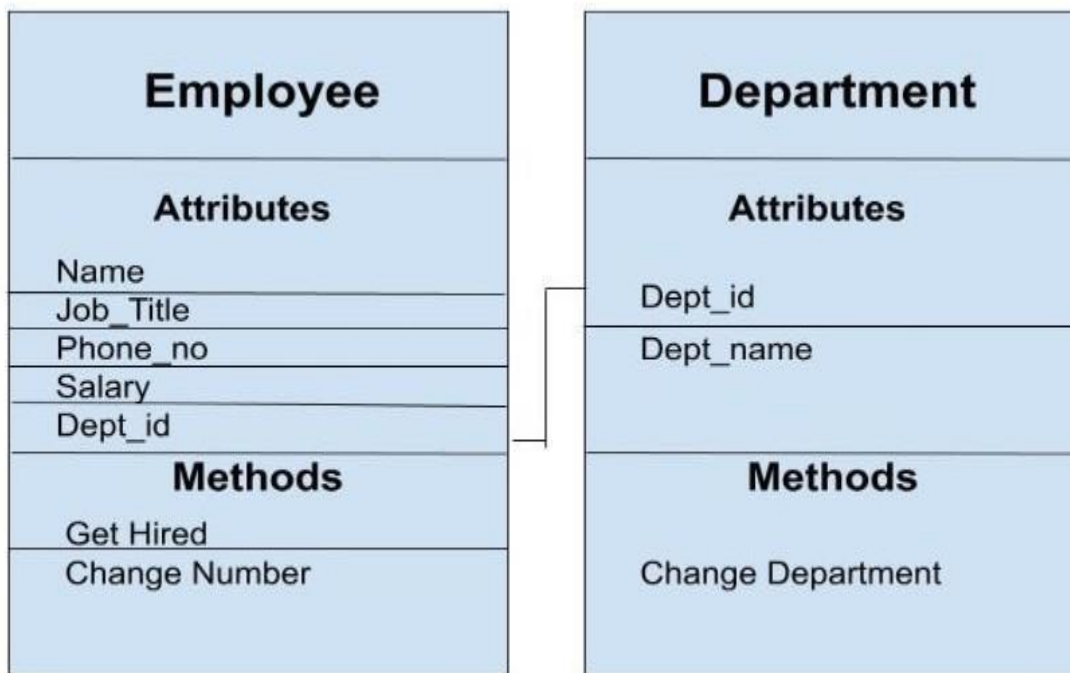 Employee
Attributes
Name
Job_Title
Phone_no
Salary
Dept_id
Methods
Get Hired
Change Number
Department
Attributes
Dept_id
Dept_name
Methods
Change Department